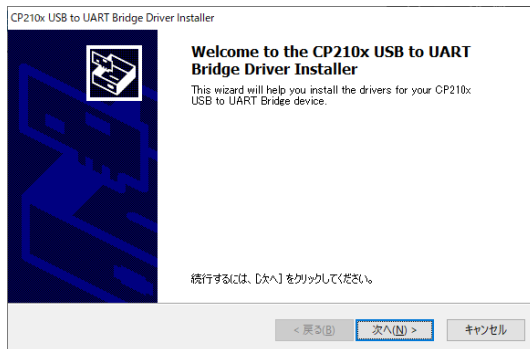 CP210x USB to UART Bridge Driver Installer
Welcome to the CP210x USB to UART
Bridge Driver Installer
This wizard will help you install the drivers for your CP210x
USB to UART Bridge device.
続行するには、[次へ] をクリックしてください。
< 戻る(B)
次へ(N) >
キャンセル